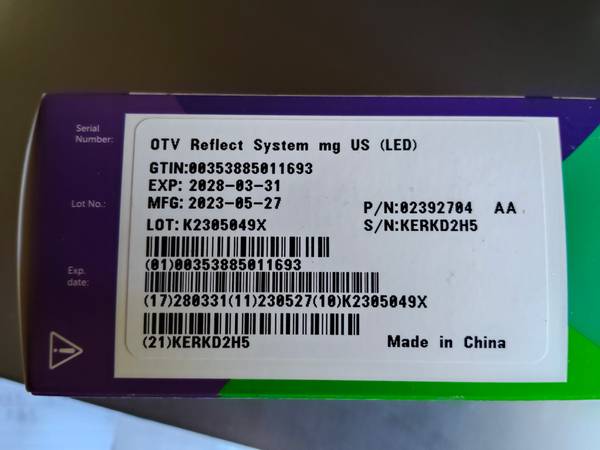 Serial
Number:
OTV Reflect System mg US (LED)
GTIN:00353885011693
EXP: 2028-03-31
MFG: 2023-05-27
P/N:02392704 AA
Lot No.:
LOT: K2305049X
S/N:KERKD2H5
(01)00353885011693
Exp.
date:
(17)280331(11)230527(10)K2305049X
(21)KERKD2H5
Made in China